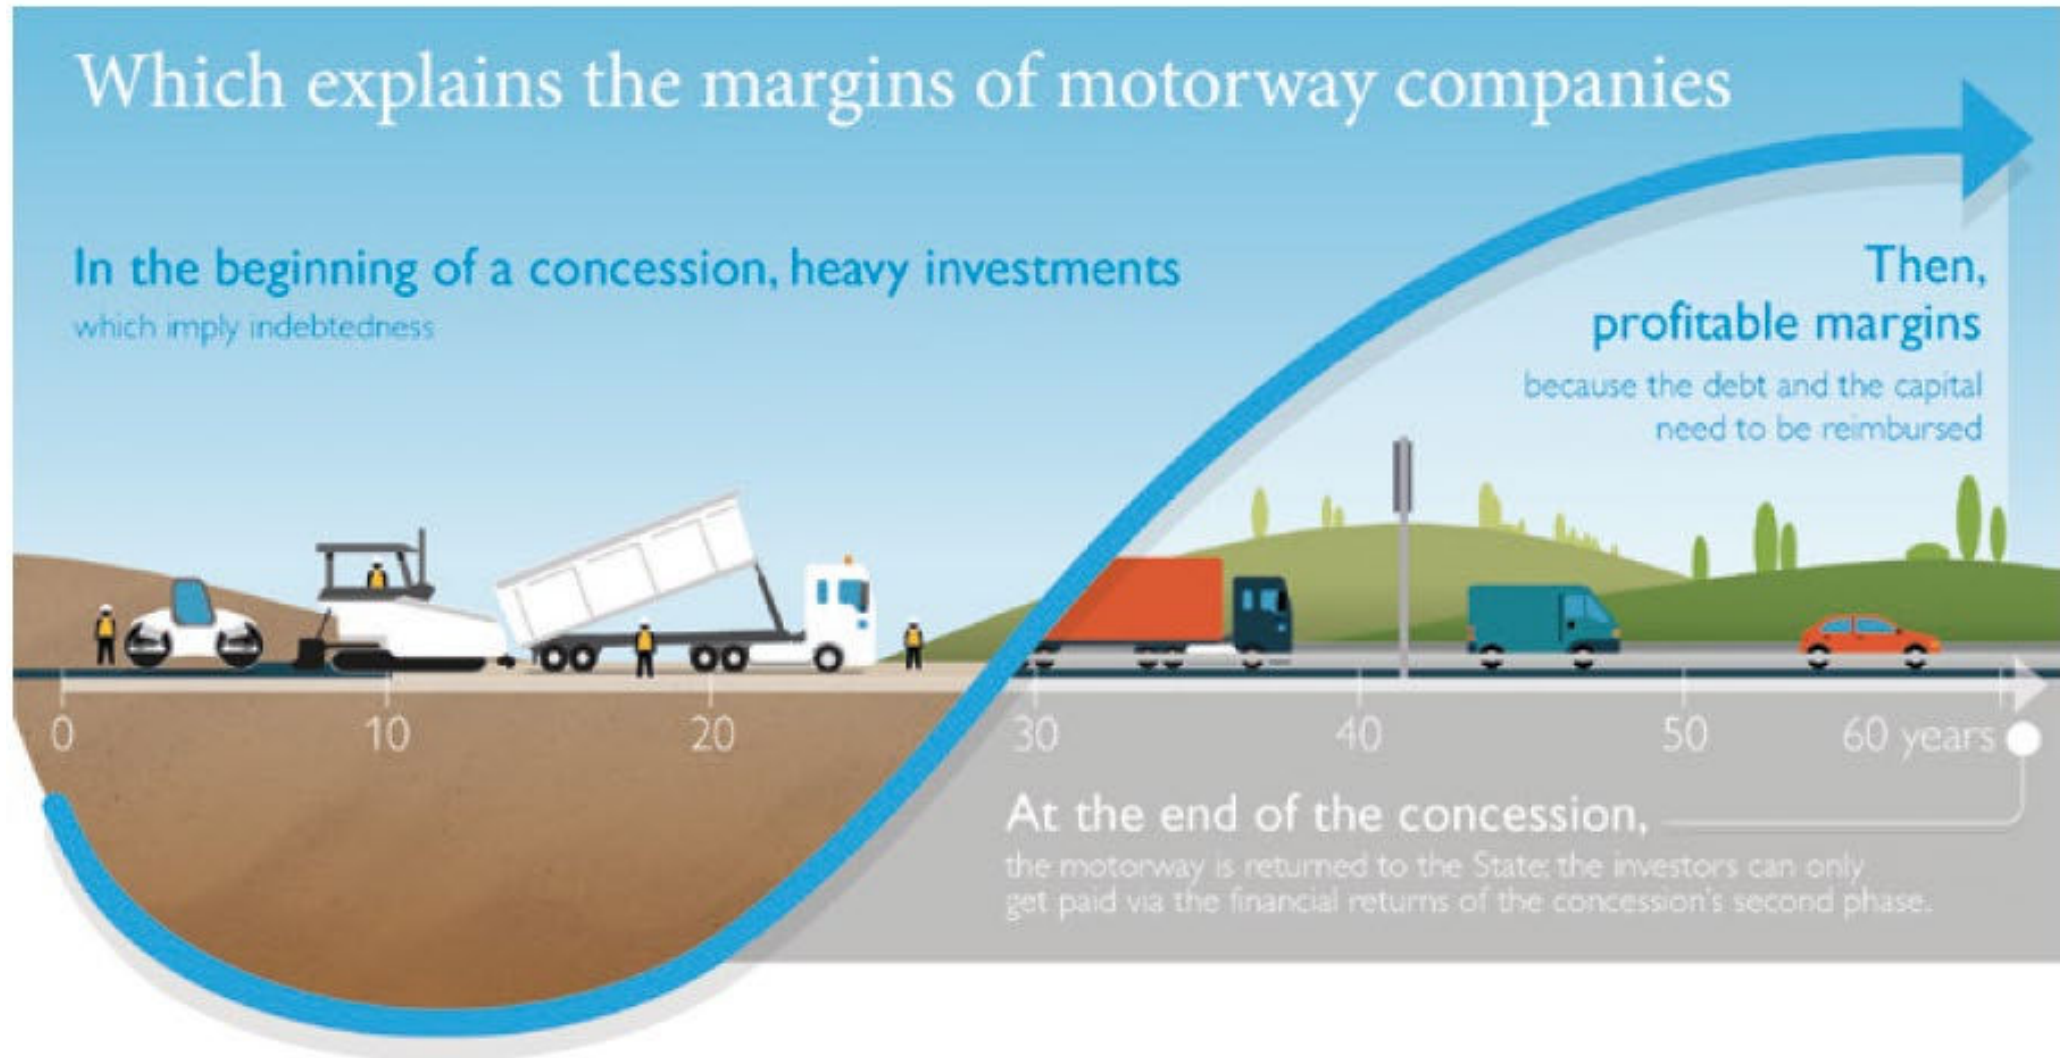 Which explains the margins of motorway companies
In the beginning of a concession, heavy investments
which imply indebtedness
Then,
profitable margins
because the debt and the capital
need to be reimbursed
0 10 20 30 40 50 60 years
At the end of the concession,
the motorway is returned to the State: the investors can only
get paid via the financial returns of the concession's second phase.